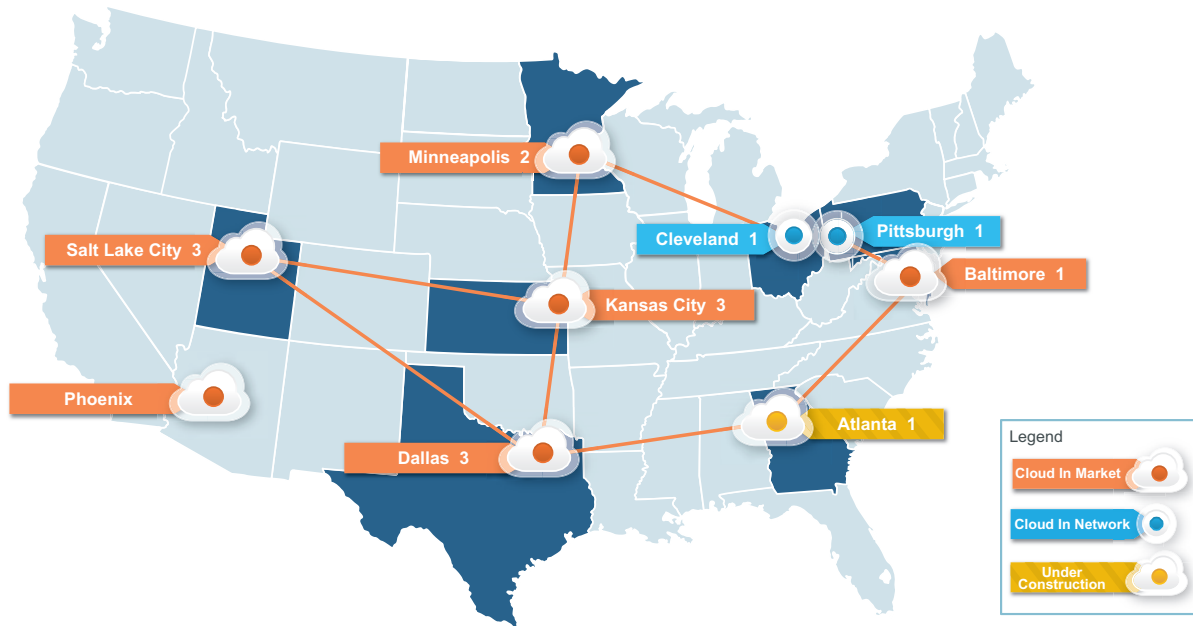 Minneapolis 2
Cleveland 1
Pittsburgh 1
Salt Lake City 3
Baltimore 1
Kansas City 3
Phoenix
Atlanta 1
Dallas 3
Legend
Cloud In Market
Cloud In Network
Under
Construction